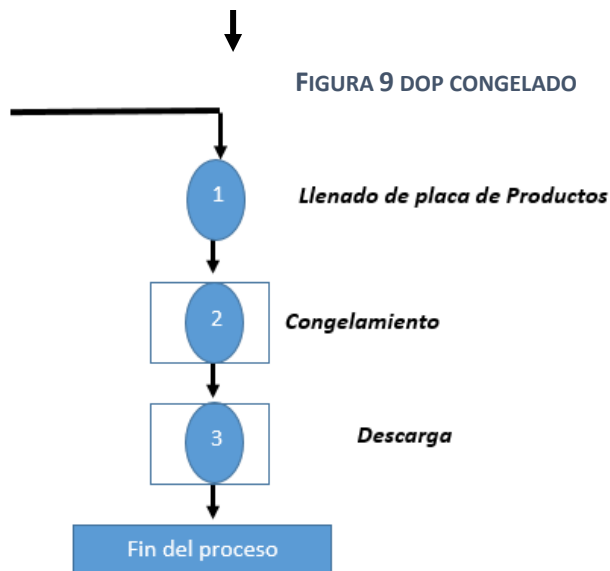 FIGURA 9 DOP CONGELADO
1
Llenado de placa de Productos
2
Congelamiento
3
Descarga
Fin del proceso